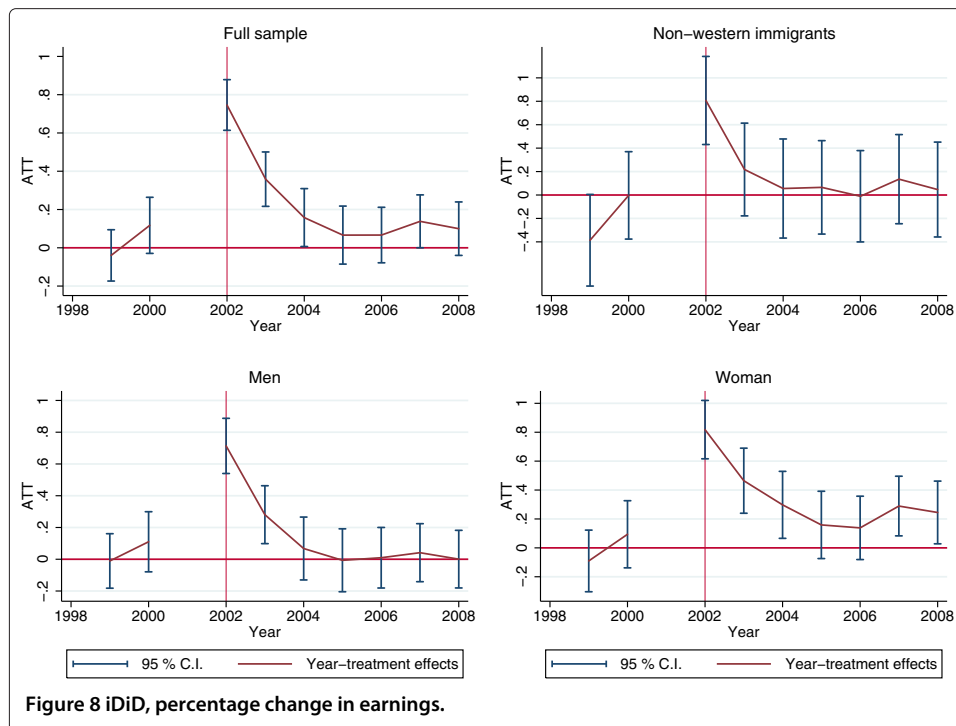 Full sample
ATT
-.2 0 .2 .4 .6 .8 1
1998 2000 2002 2004 2006 2008
Year
Non−western immigrants
ATT
-.4 -.2 0 .2 .4 .6 .8 1
1998 2000 2002 2004 2006 2008
Year
Men
ATT
-.2 0 .2 .4 .6 .8 1
1998 2000 2002 2004 2006 2008
Year
Woman
ATT
-.2 0 .2 .4 .6 .8 1
1998 2000 2002 2004 2006 2008
Year
95 % C.I. Year−treatment effects
95 % C.I. Year−treatment effects
Figure 8 iDiD, percentage change in earnings.